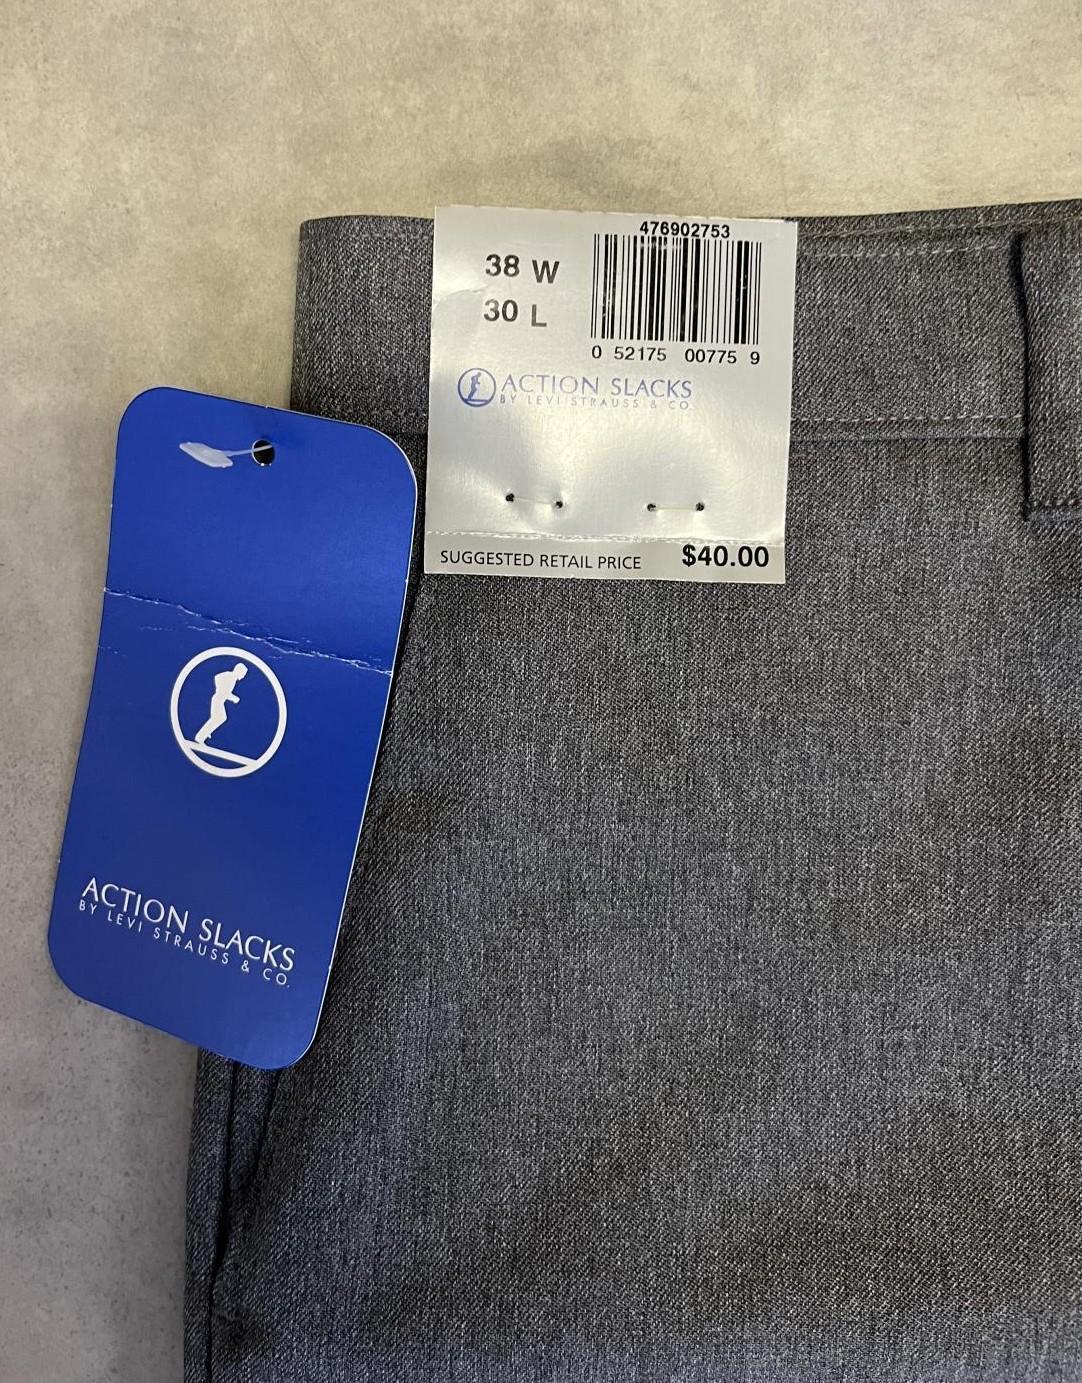 476902753
38 W
30 L
0 52175 00775 9
ACTION SLACKS
BY LEVI STRAUSS & CO.
SUGGESTED RETAIL PRICE $40.00
ACTION SLACKS
BY LEVI STRAUSS & CO.